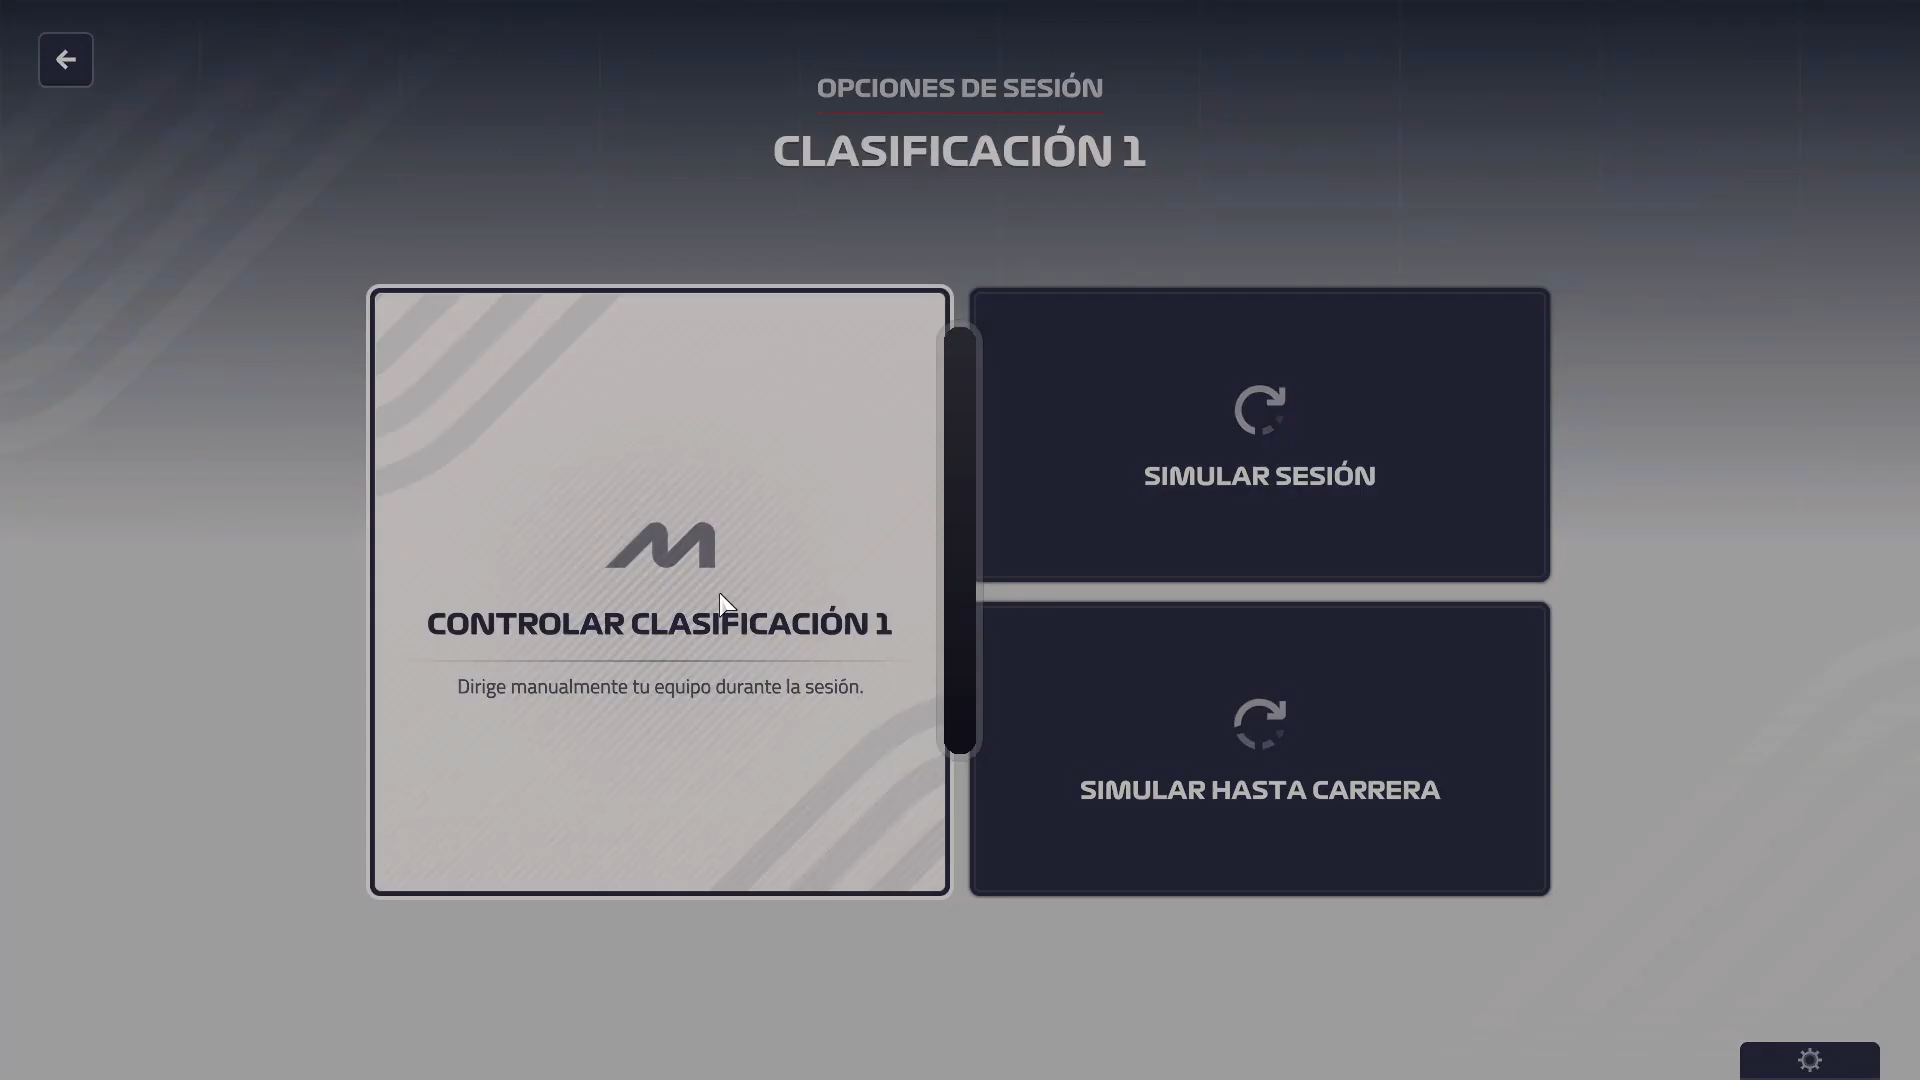 OPCIONES DE SESIÓN
CLASIFICACIÓN 1
CONTROLAR CLASIFICACIÓN 1
Dirige manualmente tu equipo durante la sesión.
SIMULAR SESIÓN
SIMULAR HASTA CARRERA